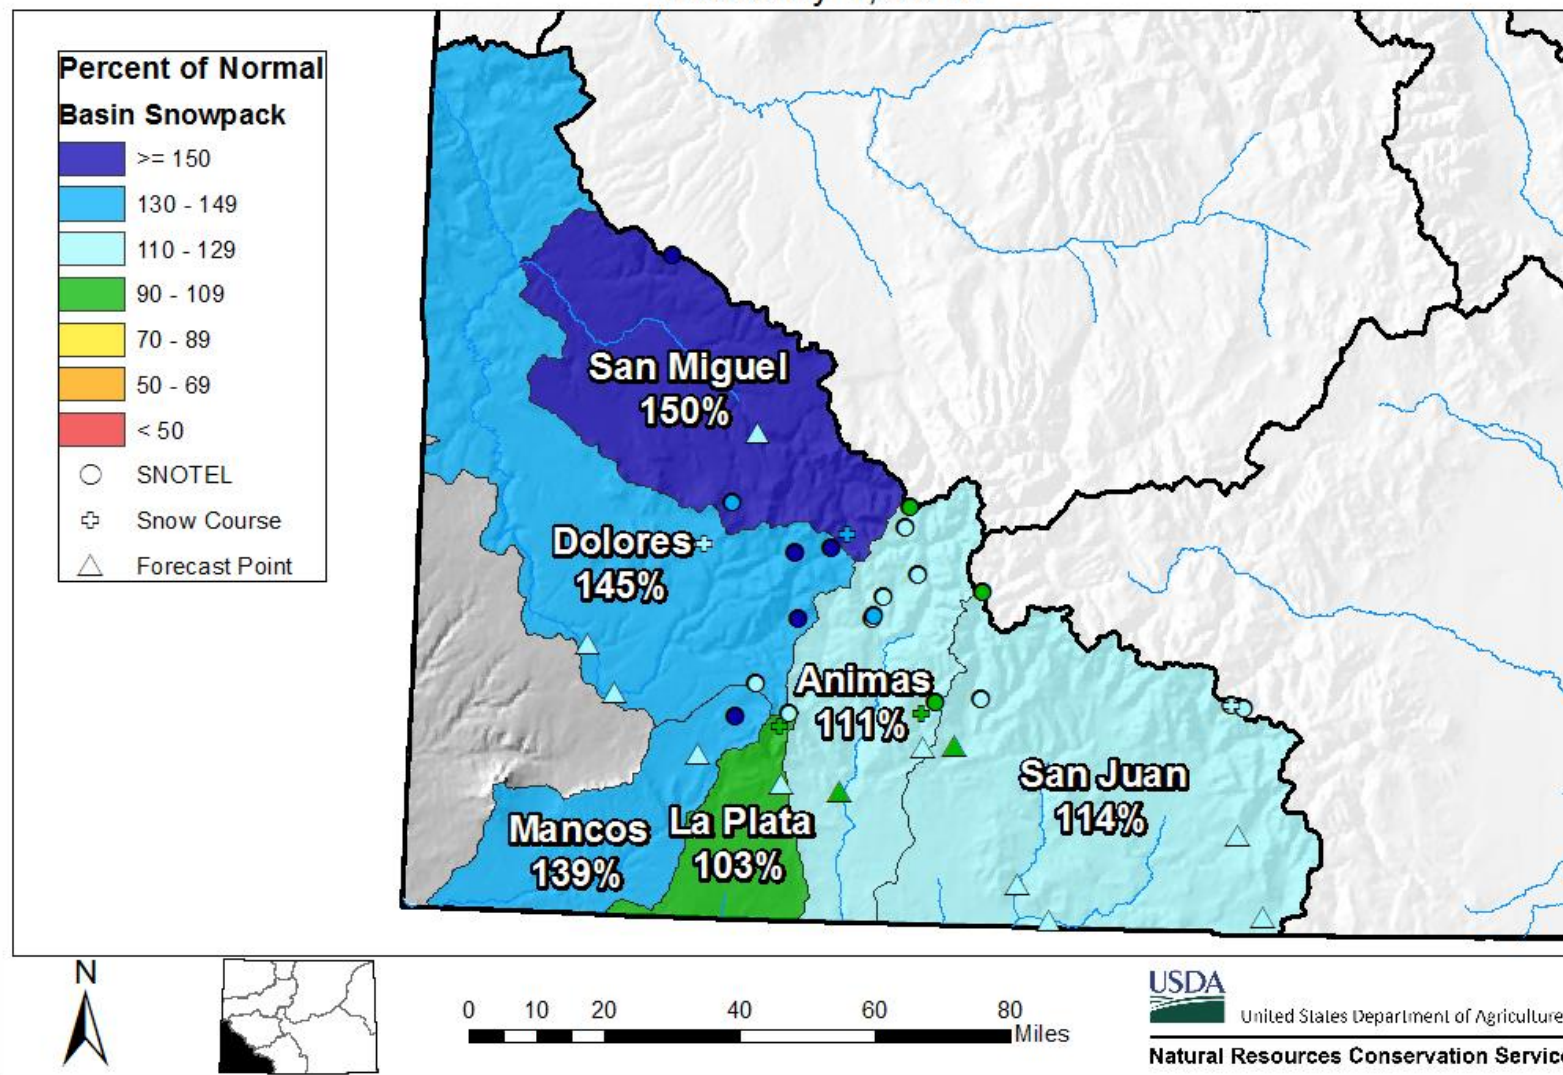 Percent of Normal
Basin Snowpack
>= 150
130 - 149
110 - 129
90 - 109
70 - 89
50 - 69
< 50
SNOTEL
Snow Course
Forecast Point
San Miguel
150%
Dolores
145%
Animas
111%
San Juan
114%
Mancos
139%
La Plata
103%
N
0 10 20 40 60 80
Miles
USDA
United States Department of Agriculture
Natural Resources Conservation Service